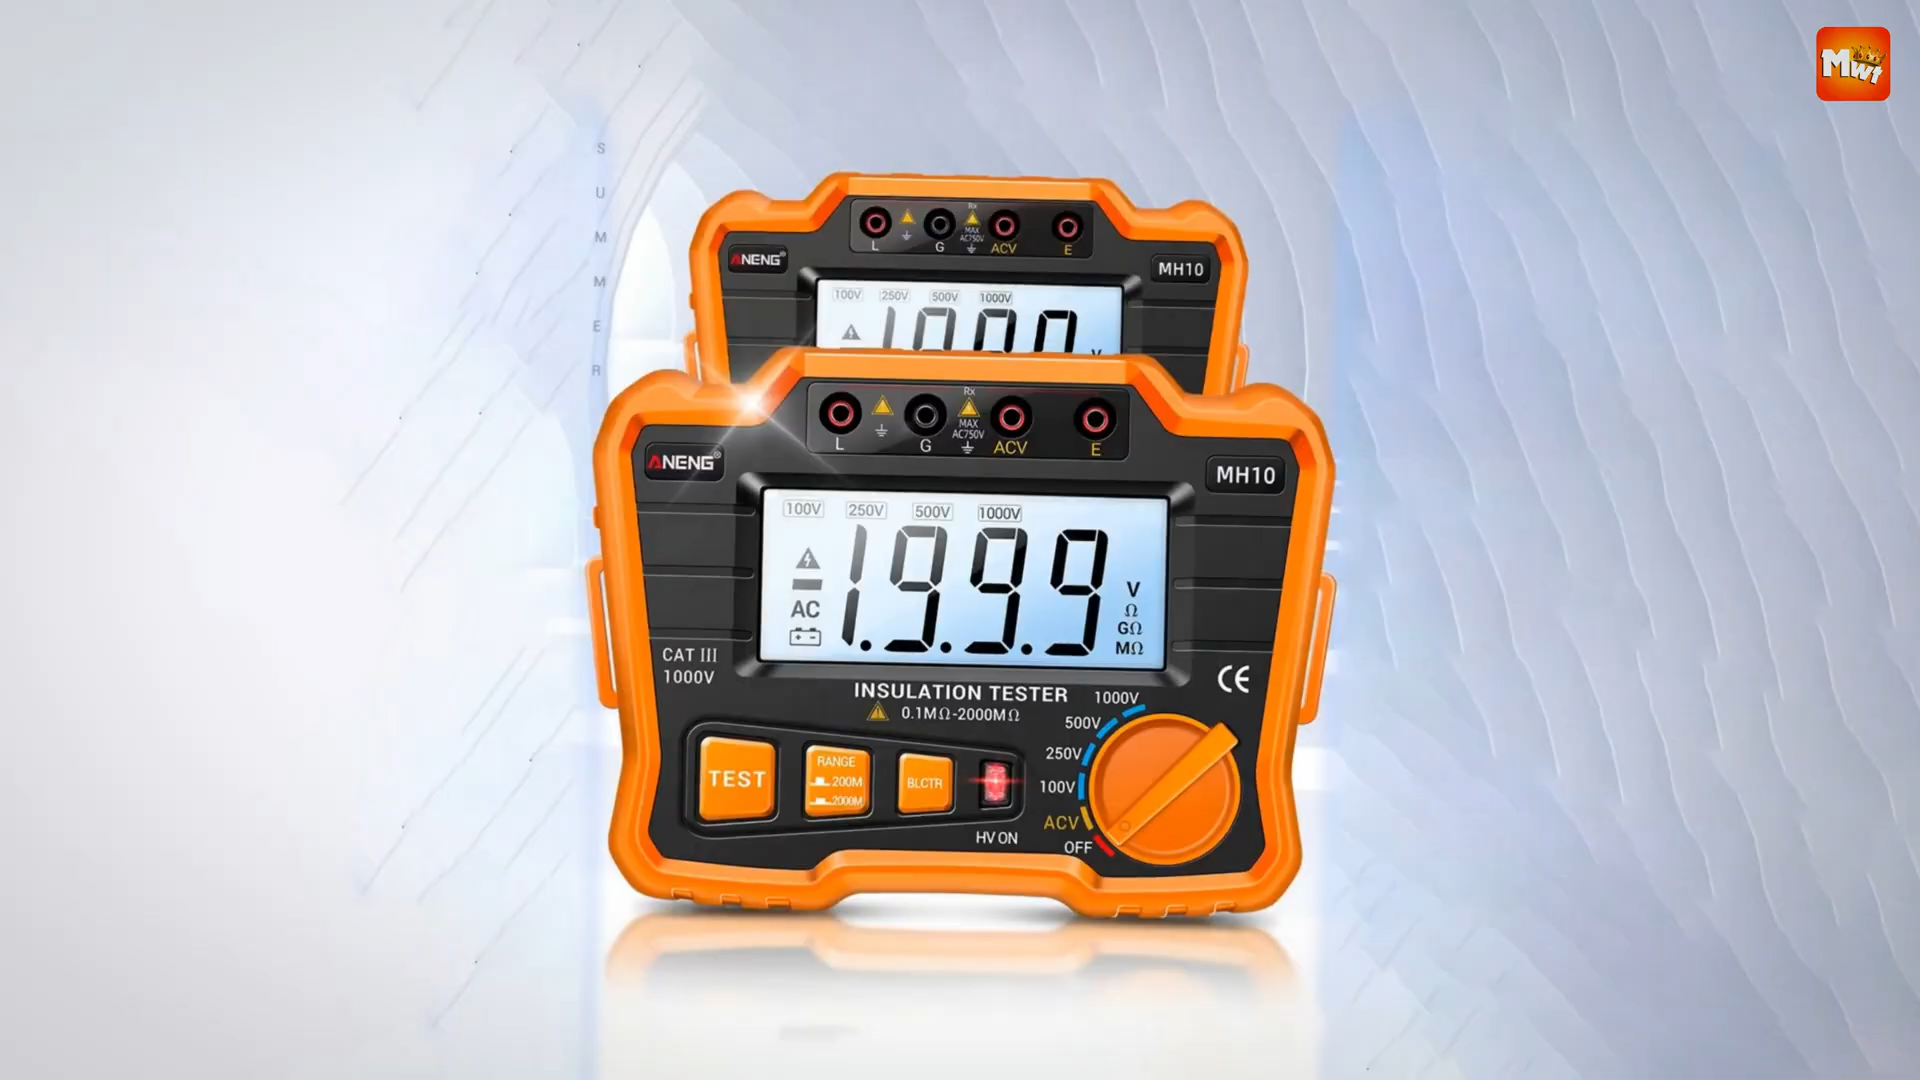 Mwt
S
U
M
M
E
R
Rx
MAX
AC750V
L
G
ACV
E
ANENG®
MH10
100V 250V 500V 1000V
V
Rx
MAX
AC750V
L
G
ACV
E
ANENG®
MH10
100V 250V 500V 1000V
1.9.9.9
AC
V
Ω
GΩ
MΩ
CAT III
1000V
CE
INSULATION TESTER
0.1MΩ-2000MΩ
1000V
500V
250V
100V
ACV
OFF
TEST
RANGE
200M
2000M
BLCTR
HV ON